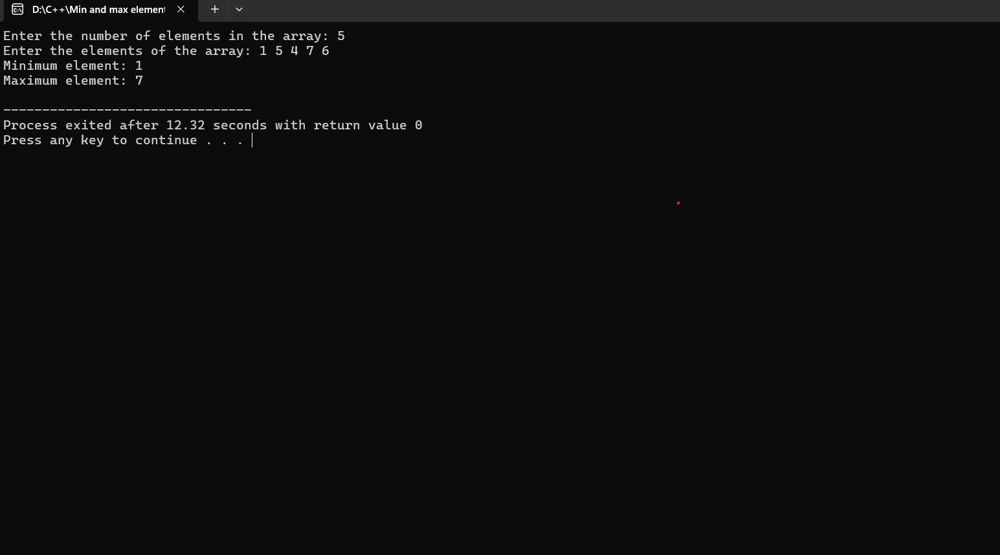 D:\C++\Min and max element
Enter the number of elements in the array: 5
Enter the elements of the array: 1 5 4 7 6
Minimum element: 1
Maximum element: 7
--------------------------------
Process exited after 12.32 seconds with return value 0
Press any key to continue . . .